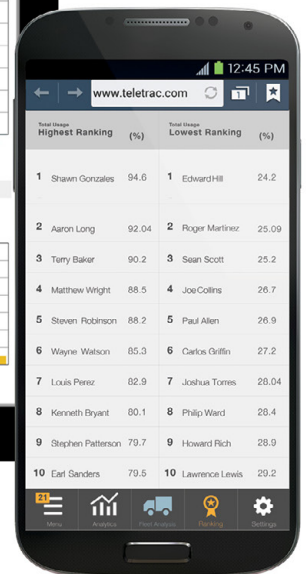 12:45 PM
www.teletrac.com
1
Total Usage Total Usage
Highest Ranking (%) Lowest Ranking (%)
1 Shawn Gonzales 94.6 1 Edward Hill 24.2
2 Aaron Long 92.04 2 Roger Martinez 25.09
3 Terry Baker 90.2 3 Sean Scott 25.2
4 Matthew Wright 88.5 4 Joe Collins 26.7
5 Steven Robinson 88.2 5 Paul Allen 26.9
6 Wayne Watson 85.3 6 Carlos Griffin 27.2
7 Louis Perez 82.9 7 Joshua Torres 28.04
8 Kenneth Bryant 80.1 8 Philip Ward 28.4
9 Stephen Patterson 79.7 9 Howard Rich 28.9
10 Earl Sanders 79.5 10 Lawrence Lewis 29.2
21
Menu Analytics Fleet Analysis Ranking Settings